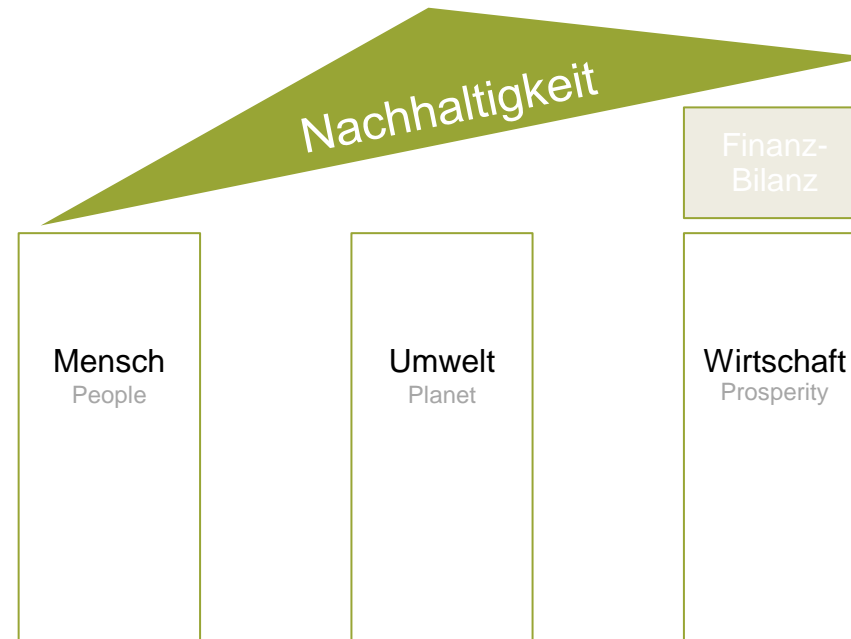 Nachhaltigkeit
Finanz-
Bilanz
Mensch
People
Umwelt
Planet
Wirtschaft
Prosperity